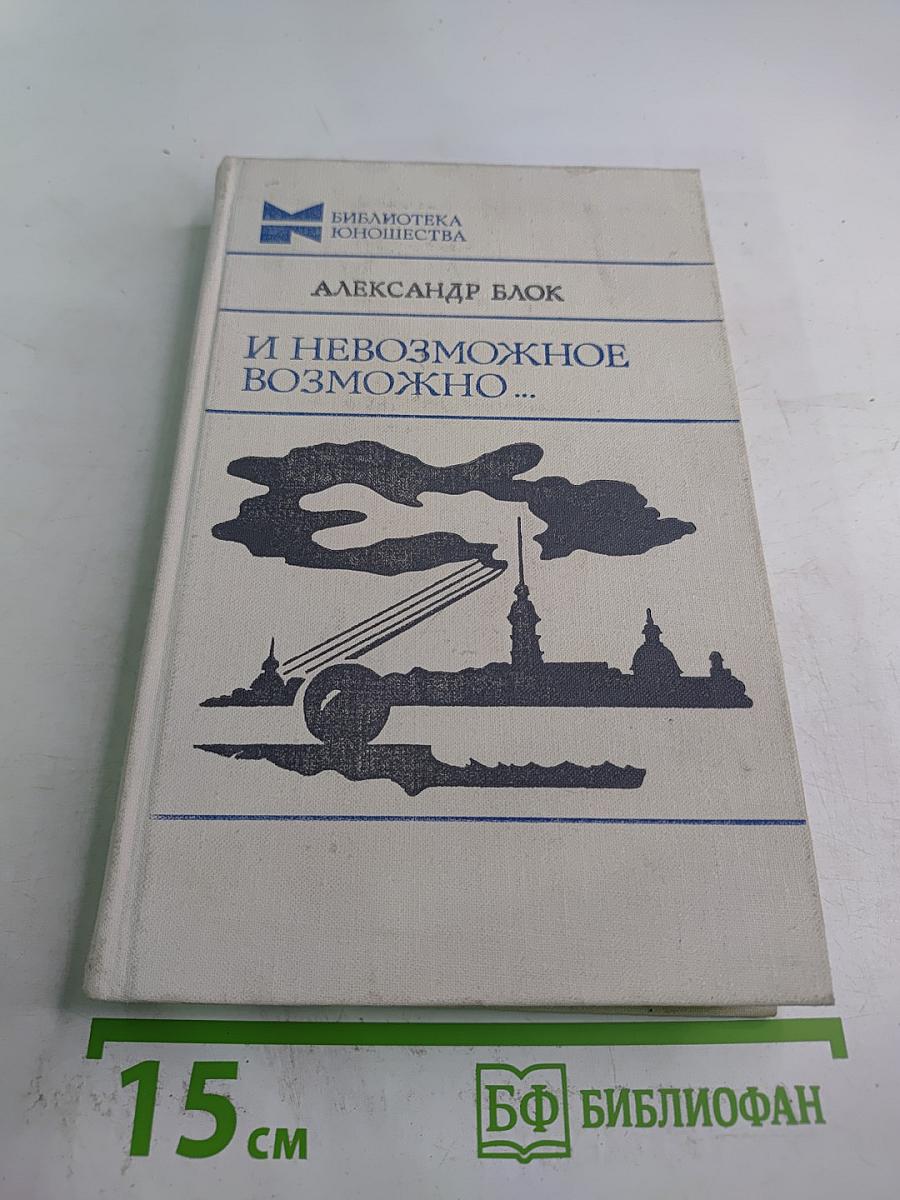 БИБЛИОТЕКА
ЮНОШЕСТВА
АЛЕКСАНДР БЛОК
И НЕВОЗМОЖНОЕ
ВОЗМОЖНО...
15 см
БФ БИБЛИОФАН